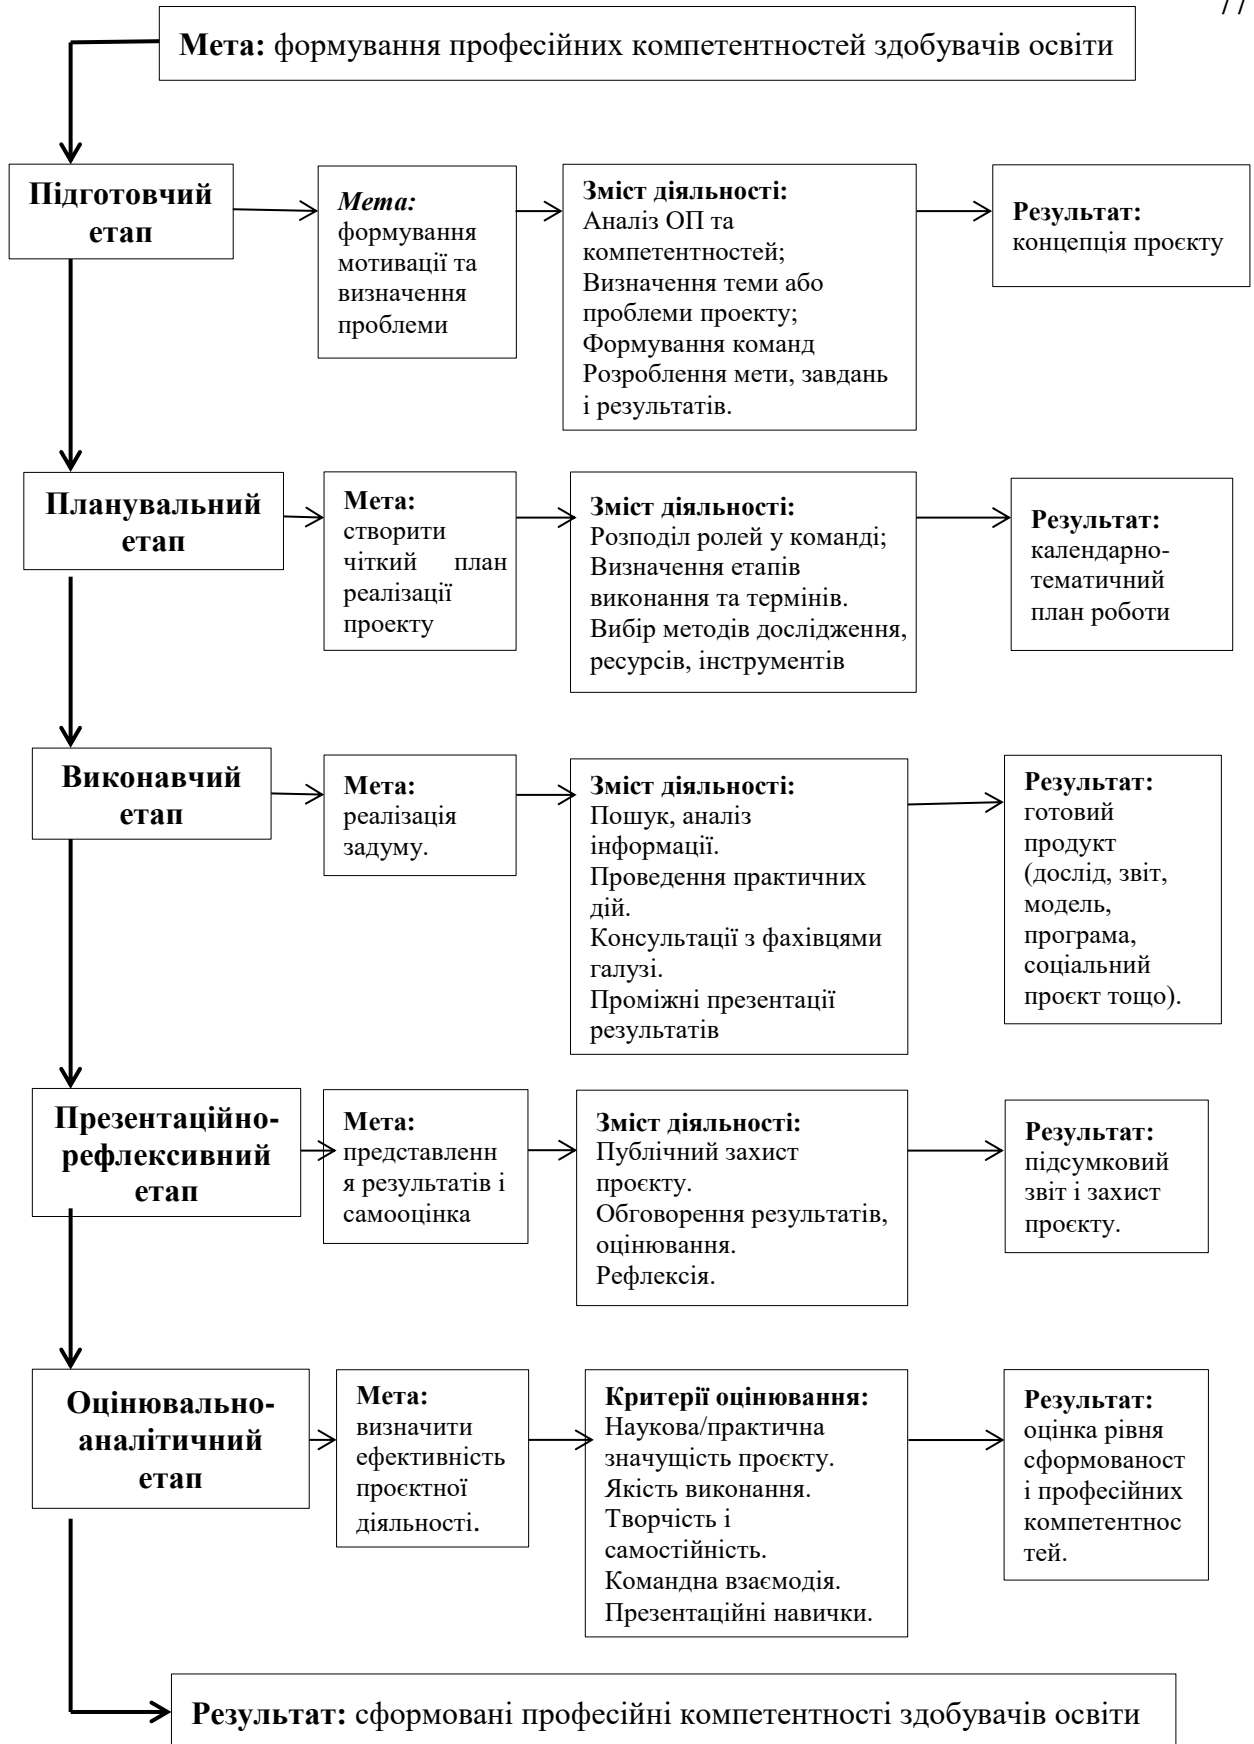 77
Мета: формування професійних компетентностей здобувачів освіти
Підготовчий
етап
Мета:
формування
мотивації та
визначення
проблеми
Зміст діяльності:
Аналіз ОП та
компетентностей;
Визначення теми або
проблеми проекту;
Формування команд
Розроблення мети, завдань
і результатів.
Результат:
концепція проєкту
Планувальний
етап
Мета:
створити
чіткий план
реалізації
проекту
Зміст діяльності:
Розподіл ролей у команді;
Визначення етапів
виконання та термінів.
Вибір методів дослідження,
ресурсів, інструментів
Результат:
календарно-
тематичний
план роботи
Виконавчий
етап
Мета:
реалізація
задуму.
Зміст діяльності:
Пошук, аналіз
інформації.
Проведення практичних
дій.
Консультації з фахівцями
галузі.
Проміжні презентації
результатів
Результат:
готовий
продукт
(дослід, звіт,
модель,
програма,
соціальний
проєкт тощо).
Презентаційно-
рефлексивний
етап
Мета:
представленн
я результатів і
самооцінка
Зміст діяльності:
Публічний захист
проєкту.
Обговорення результатів,
оцінювання.
Рефлексія.
Результат:
підсумковий
звіт і захист
проєкту.
Оцінювально-
аналітичний
етап
Мета:
визначити
ефективність
проєктної
діяльності.
Критерії оцінювання:
Наукова/практична
значущість проєкту.
Якість виконання.
Творчість і
самостійність.
Командна взаємодія.
Презентаційні навички.
Результат:
оцінка рівня
сформованост
і професійних
компетентнос
тей.
Результат: сформовані професійні компетентності здобувачів освіти